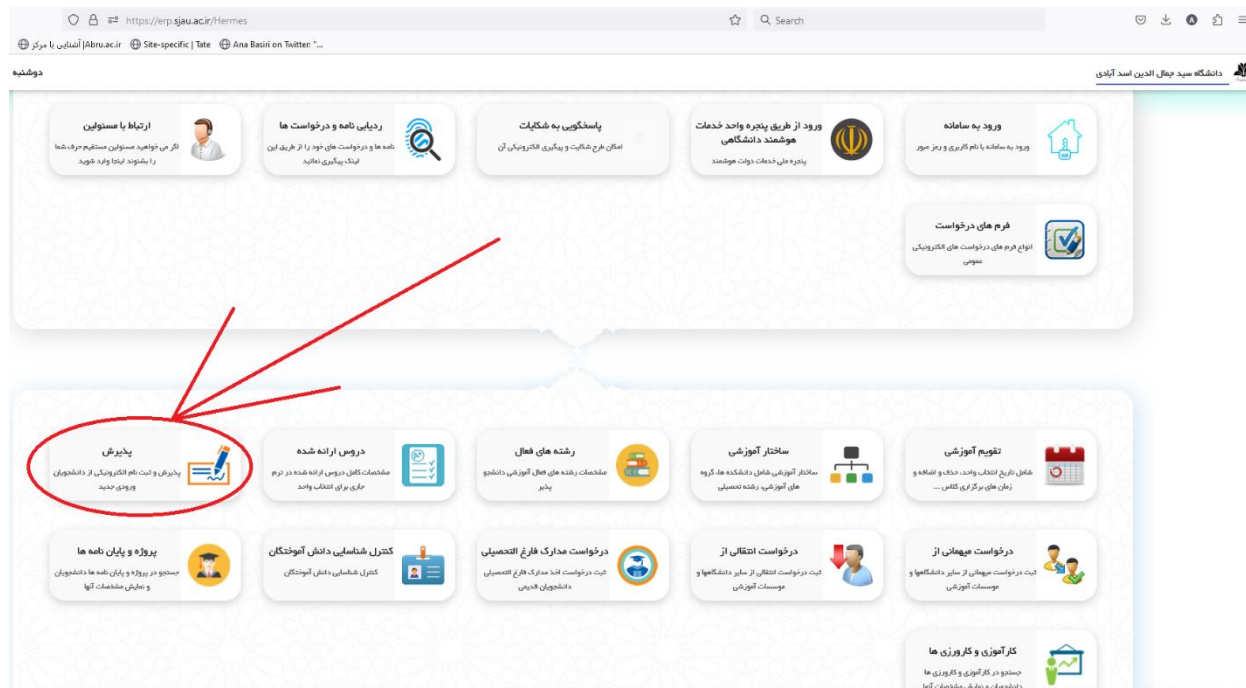 https://erp.sjau.ac.ir/Hermes
Search
آشنایی با مرکز |Abru.ac.ir
Site-specific | Tate
Ana Basiri on Twitter: "...
دانشگاه سید جمال الدین اسد آبادی
دوشنبه
ورود به سامانه
ورود به سامانه با نام کاربری و رمز عبور
ورود از طریق پنجره واحد خدمات
هوشمند دانشگاهی
پنجره ملی خدمات دولت هوشمند
پاسخگویی به شکایات
امکان طرح شکایت و پیگیری الکترونیکی آن
ردیابی نامه و درخواست ها
نامه ها و درخواست های خود را از طریق این
لینک پیگیری نمائید
ارتباط با مسئولین
اگر می خواهید مسئولین مستقیم حرف شما
را بشنوند اینجا وارد شوید
فرم های درخواست
انواع فرم های درخواست های الکترونیکی
عمومی
تقویم آموزشی
شامل تاریخ انتخاب واحد، حذف و اضافه و
زمان های برگزاری کلاس ...
ساختار آموزشی
ساختار آموزشی شامل دانشکده ها، گروه
های آموزشی، رشته تحصیلی
رشته های فعال
مشخصات رشته های فعال آموزشی دانشجو
پذیر
دروس ارائه شده
مشخصات کامل دروس ارائه شده در ترم
جاری برای انتخاب واحد
پذیرش
پذیرش و ثبت نام الکترونیکی از دانشجویان
ورودی جدید
درخواست میهمانی از
ثبت درخواست میهمانی از سایر دانشگاهها و
موسسات آموزشی
درخواست انتقالی از
ثبت درخواست انتقالی از سایر دانشگاهها و
موسسات آموزشی
درخواست مدارک فارغ التحصیلی
ثبت درخواست اخذ مدارک فارغ التحصیلی
دانشجویان قدیمی
کنترل شناسایی دانش آموختگان
کنترل شناسایی دانش آموختگان
پروژه و پایان نامه ها
جستجو در پروژه و پایان نامه ها دانشجویان
و نمایش مشخصات آنها
کارآموزی و کارورزی ها
جستجو در کارآموزی و کارورزی ها
دانشجویان و نمایش مشخصات آنها